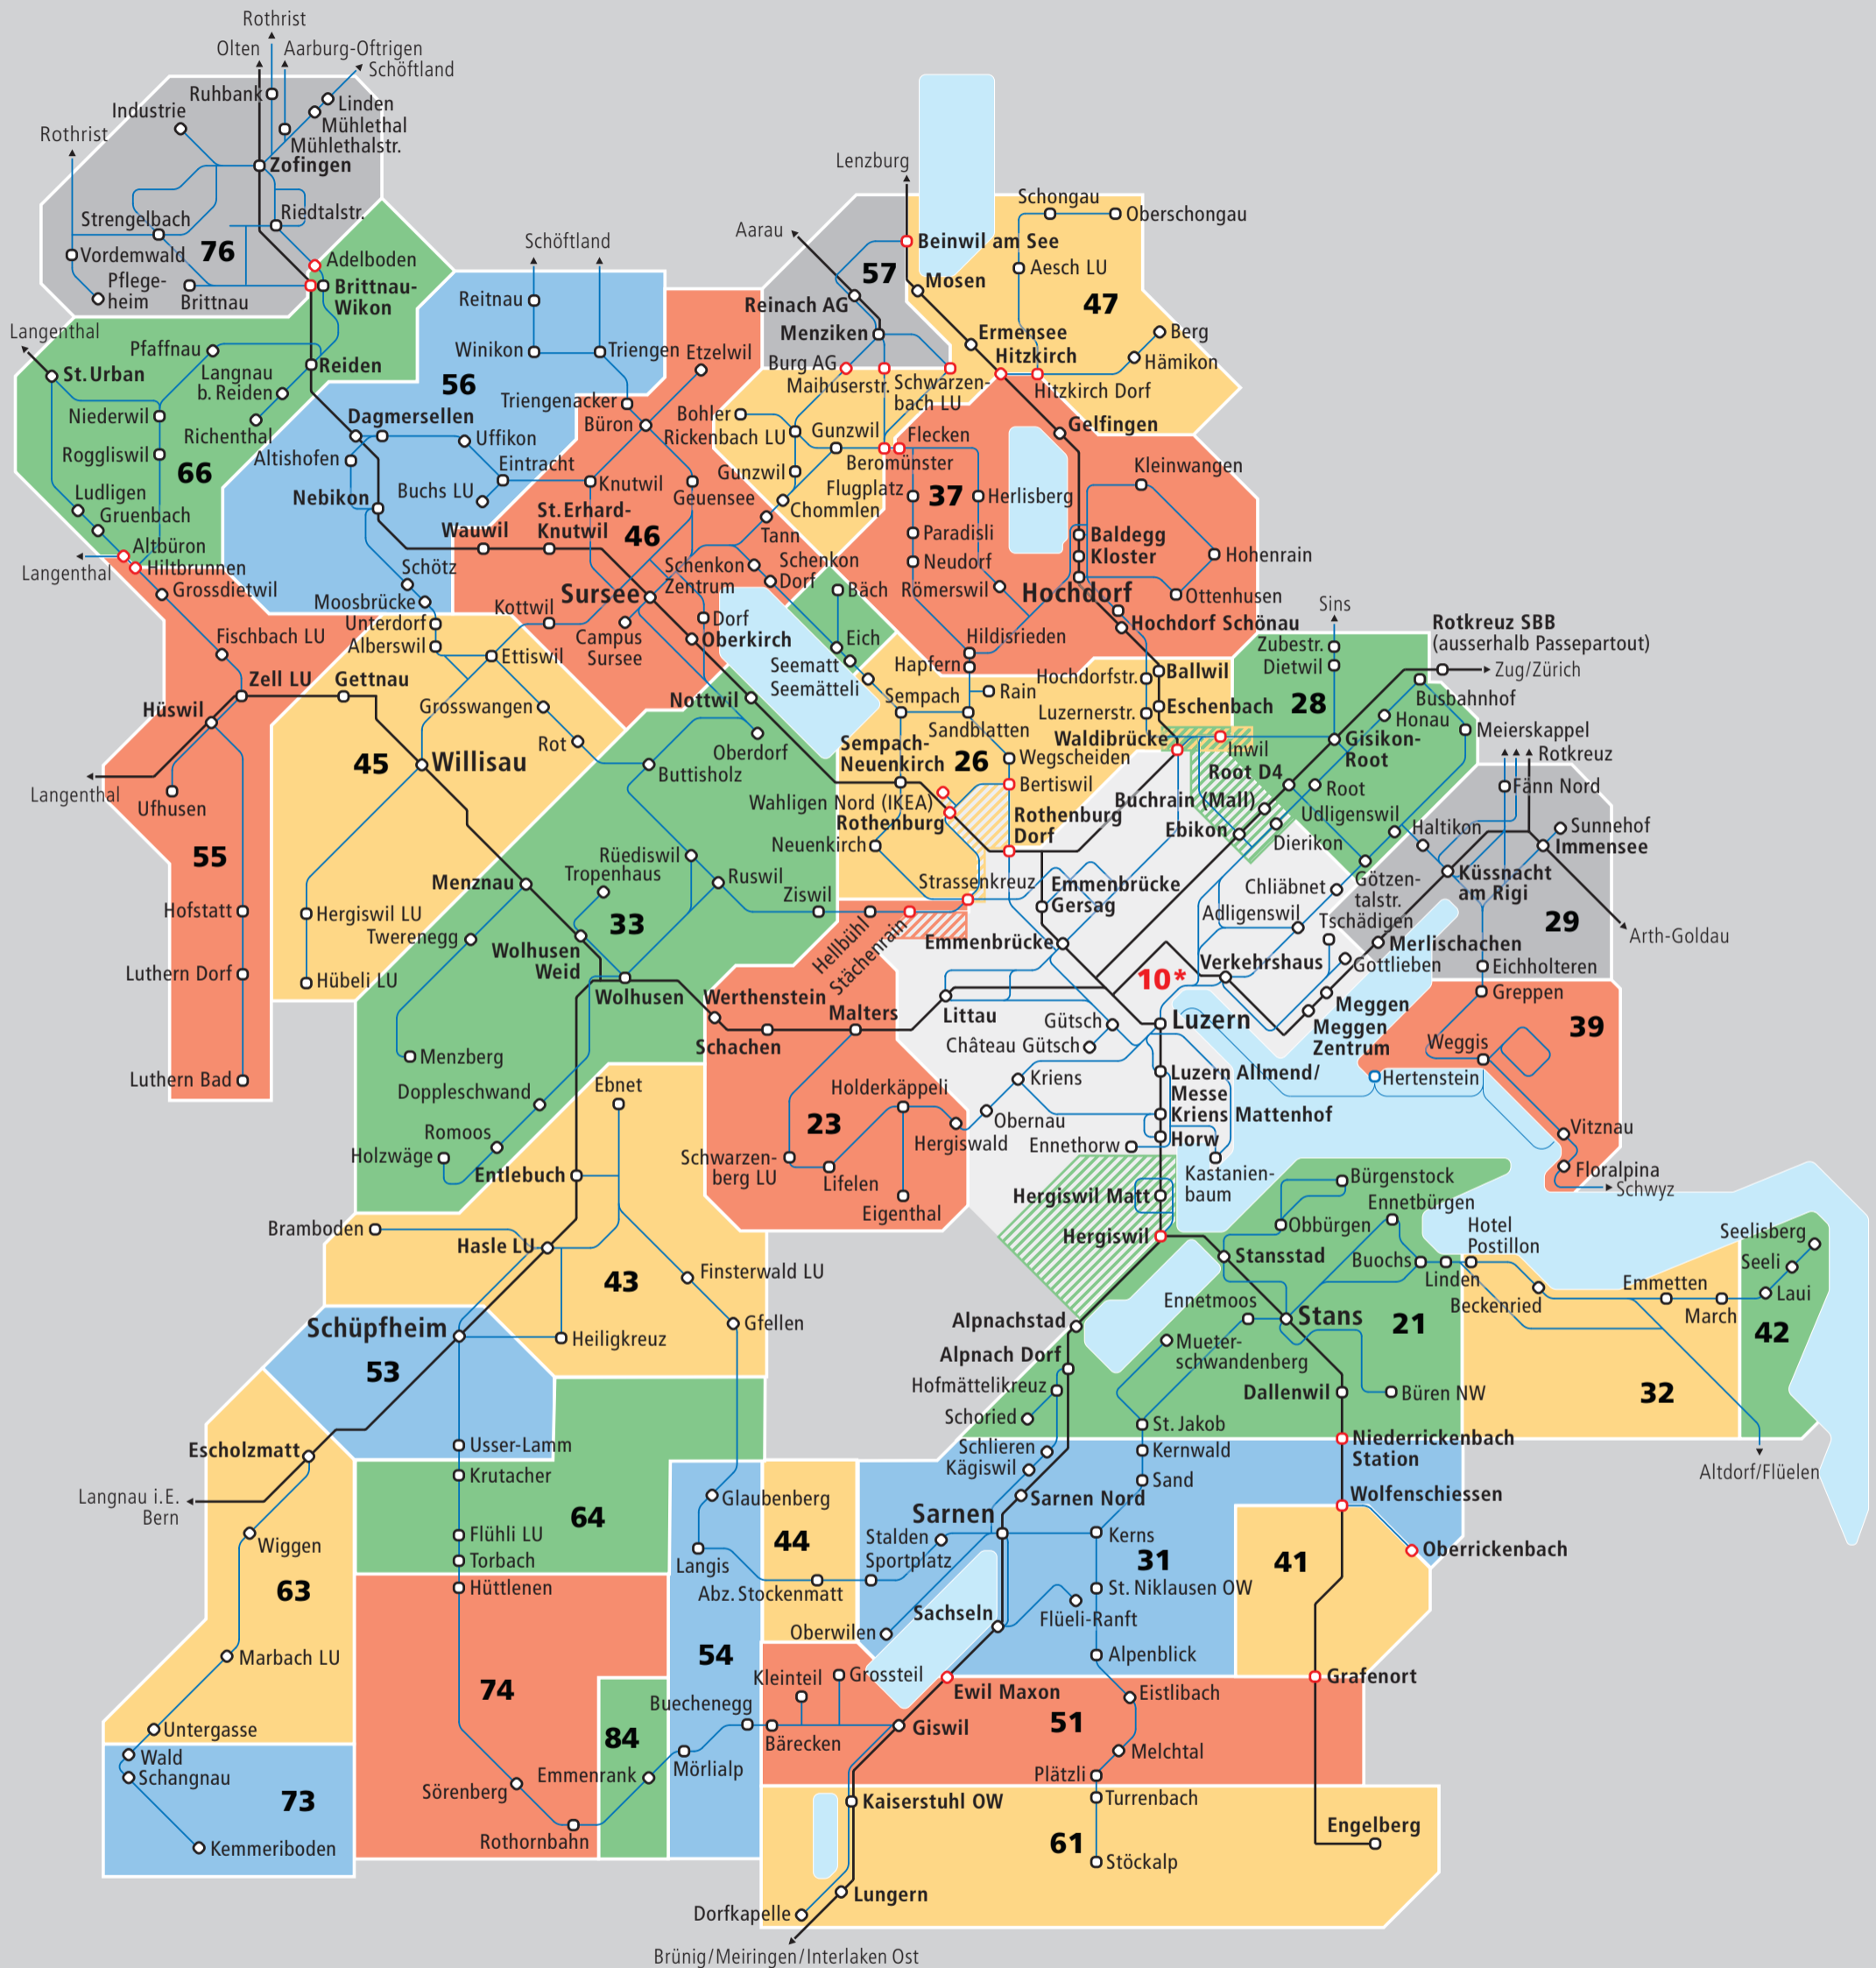 Rothrist
Olten
Aarburg-Oftrigen
Schöftland
Ruhbank
Linden
Industrie
Mühlethal
Rothrist
Mühlethalstr.
Zofingen
Strengelbach
Riedtalstr.
76
Vordemwald
Adelboden
Pflege-
heim
Brittnau
Brittnau-
Wikon
Langenthal
Pfaffnau
Reiden
St. Urban
Langnau
b. Reiden
Niederwil
Richenthal
Roggliswil
66
Ludligen
Gruenbach
Altbüron
Langenthal
Hiltbrunnen
Grossdietwil
Fischbach LU
Zell LU
Hüswil
Langenthal
Ufhusen
55
Hofstatt
Luthern Dorf
Luthern Bad
Schöftland
Reitnau
Winikon
Triengen
56
Triengenacker
Dagmersellen
Uffikon
Altishofen
Eintracht
Nebikon
Buchs LU
Schötz
Moosbrücke
Etzelwil
Büron
Knutwil
Geuensee
St. Erhard-
Knutwil
Wauwil
46
Tann
Schenkon
Zentrum
Schenkon
Dorf
Sursee
Kottwil
Campus
Sursee
Dorf
Oberkirch
Unterdorf
Alberswil
Ettiswil
Gettnau
Grosswangen
Rot
45
Willisau
Hergiswil LU
Hübeli LU
Nottwil
Oberdorf
Buttisholz
Rüediswil
Tropenhaus
Menznau
Ruswil
Ziswil
33
Twerenegg
Wolhusen
Weid
Wolhusen
Menzberg
Doppleschwand
Romoos
Holzwäge
Lenzburg
Aarau
Beinwil am See
57
Mosen
Reinach AG
Menziken
Burg AG
Maihuserstr.
Schwarzen-
bach LU
Schongau
Oberschongau
Aesch LU
47
Ermensee
Berg
Hitzkirch
Hämikon
Hitzkirch Dorf
Bohler
Rickenbach LU
Gunzwil
Flecken
Beromünster
Gunzwil
Chommlen
Gelfingen
Kleinwangen
Flugplatz
37
Herlisberg
Paradisli
Baldegg
Kloster
Hohenrain
Neudorf
Römerswil
Hochdorf
Ottenhusen
Hochdorf Schönau
Hildisrieden
Bäch
Eich
Seematt
Seemätteli
Hapfern
Rain
Sempach
Sandblatten
Hochdorfstr.
Ballwil
Luzernerstr.
Eschenbach
Waldibrücke
Sempach-
Neuenkirch
26
Wegscheiden
Bertiswil
Wahligen Nord (IKEA)
Rothenburg
Rothenburg
Dorf
Neuenkirch
Strassenkreuz
Sins
Zubestr.
Dietwil
Rotkreuz SBB
(ausserhalb Passepartout)
Zug/Zürich
Busbahnhof
28
Honau
Meierskappel
Inwil
Gisikon-
Root
Root D4
Root
Buchrain (Mall)
Udligenswil
Ebikon
Dierikon
Rotkreuz
Fänn Nord
Haltikon
Sunnehof
Immensee
Küssnacht
am Rigi
29
Arth-Goldau
Merlischachen
Eichholteren
Chliäbnet
Götzen-
talstr.
Adligenswil
Tschädigen
Verkehrshaus
Gottlieben
Meggen
Meggen
Zentrum
Emmenbrücke
Gersag
Emmenbrücke
Hellbühl
Stächenrain
10*
Littau
Gütsch
Luzern
Château Gütsch
Kriens
Obernau
Luzern Allmend/
Messe
Kriens Mattenhof
Horw
Ennethorw
Kastanien-
baum
Hergiswil Matt
Hergiswil
Greppen
39
Weggis
Hertenstein
Vitznau
Floralpina
Schwyz
Werthenstein
Malters
Schachen
Holderkäppeli
23
Hergiswald
Schwarzen-
berg LU
Lifelen
Eigenthal
Ebnet
Entlebuch
Bramboden
Hasle LU
43
Finsterwald LU
Gfellen
Heiligkreuz
Schüpfheim
53
Escholzmatt
Langnau i.E.
Bern
Wiggen
63
Marbach LU
Untergasse
Wald
Schangnau
73
Kemmeriboden
Usser-Lamm
Krutacher
64
Flühli LU
Torbach
Hüttlenen
74
Sörenberg
Rothornbahn
84
Emmenrank
Glaubenberg
Langis
54
Buechenegg
Mörlialp
44
Abz. Stockenmatt
Bürgenstock
Ennetbürgen
Obbürgen
Hotel
Postillon
Stansstad
Buochs
Linden
Beckenried
Emmetten
March
Seelisberg
Seeli
Laui
42
32
Altdorf/Flüelen
Ennetmoos
Stans
21
Mueter-
schwandenberg
Dallenwil
Büren NW
St. Jakob
Alpnachstad
Alpnach Dorf
Hofmättelikreuz
Schoried
Schlieren
Kägiswil
Kernwald
Sand
Niederrickenbach
Station
Sarnen Nord
Wolfenschiessen
Sarnen
Stalden
Kerns
Oberrickenbach
Sportplatz
31
41
St. Niklausen OW
Flüeli-Ranft
Sachseln
Oberwilen
Alpenblick
Kleinteil
Grossteil
Ewil Maxon
Eistlibach
Grafenort
Giswil
51
Bärecken
Melchtal
Plätzli
Turrenbach
Kaiserstuhl OW
61
Engelberg
Stöckalp
Lungern
Dorfkapelle
Brünig/Meiringen/Interlaken Ost